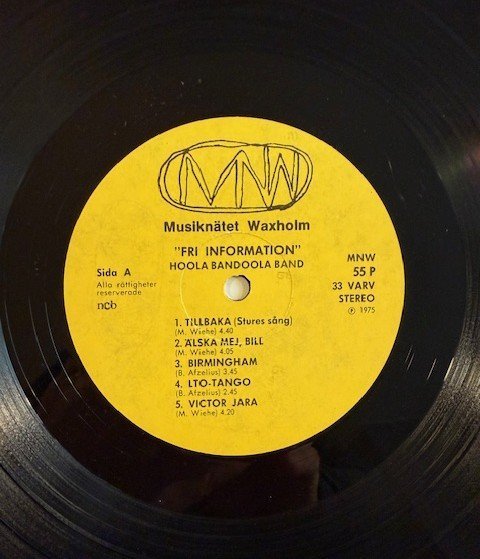 MNW
Musiknätet Waxholm
"FRI INFORMATION"
HOOLA BANDOOLA BAND
Sida A
Alla rättigheter
reserverade
ncb
MNW
55 P
33 VARV
STEREO
Ⓟ 1975
1. TILLBAKA (Stures sång)
(M. Wiehe) 4.40
2. ÄLSKA MEJ, BILL
(M. Wiehe) 4.05
3. BIRMINGHAM
(B. Afzelius) 3.45
4. LTO-TANGO
(B. Afzelius) 2.45
5. VICTOR JARA
(M. Wiehe) 4.20